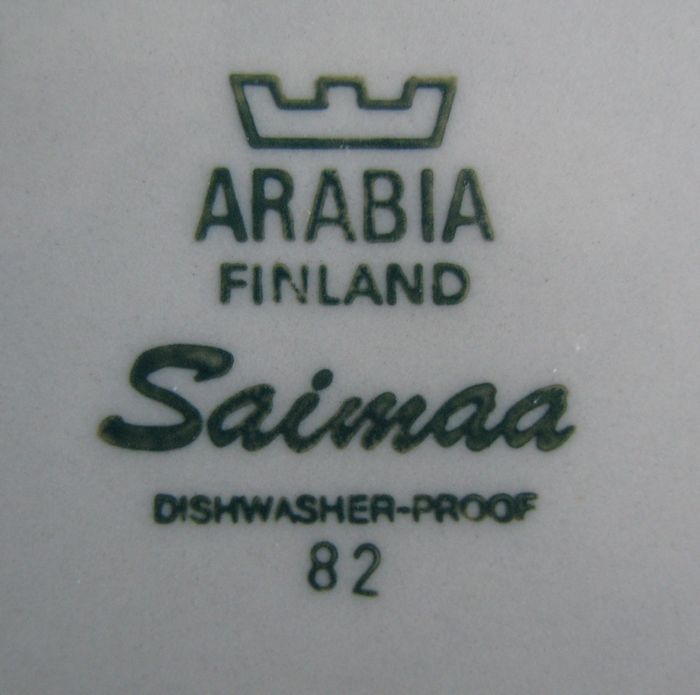 ARABIA
FINLAND
Saimaa
DISHWASHER-PROOF
82